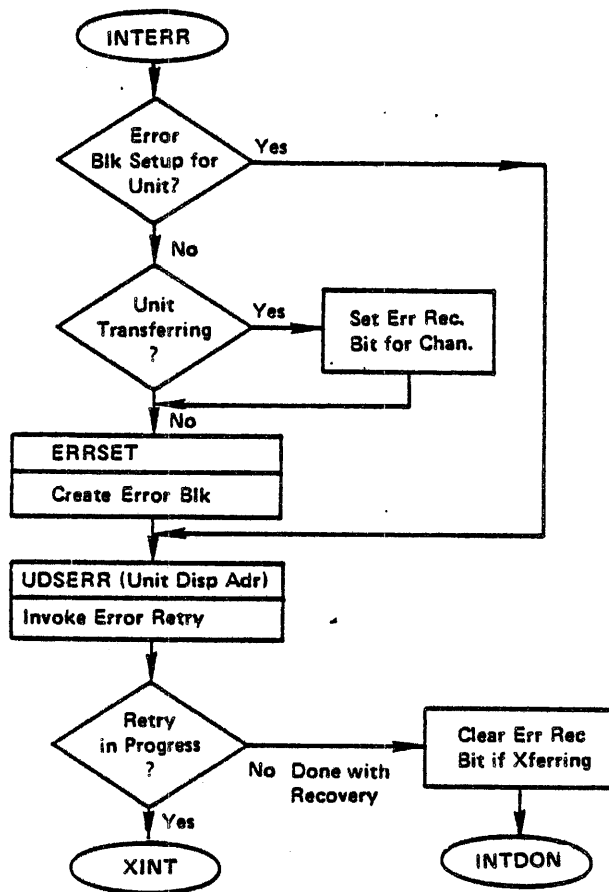 INTERR
Error
Blk Setup for
Unit?
Yes
No
Unit
Transferring
?
Yes
Set Err Rec.
Bit for Chan.
No
ERRSET
Create Error Blk
UDSERR (Unit Disp Adr)
Invoke Error Retry
Retry
in Progress
?
No Done with
Recovery
Clear Err Rec
Bit if Xferring
Yes
XINT
INTDON